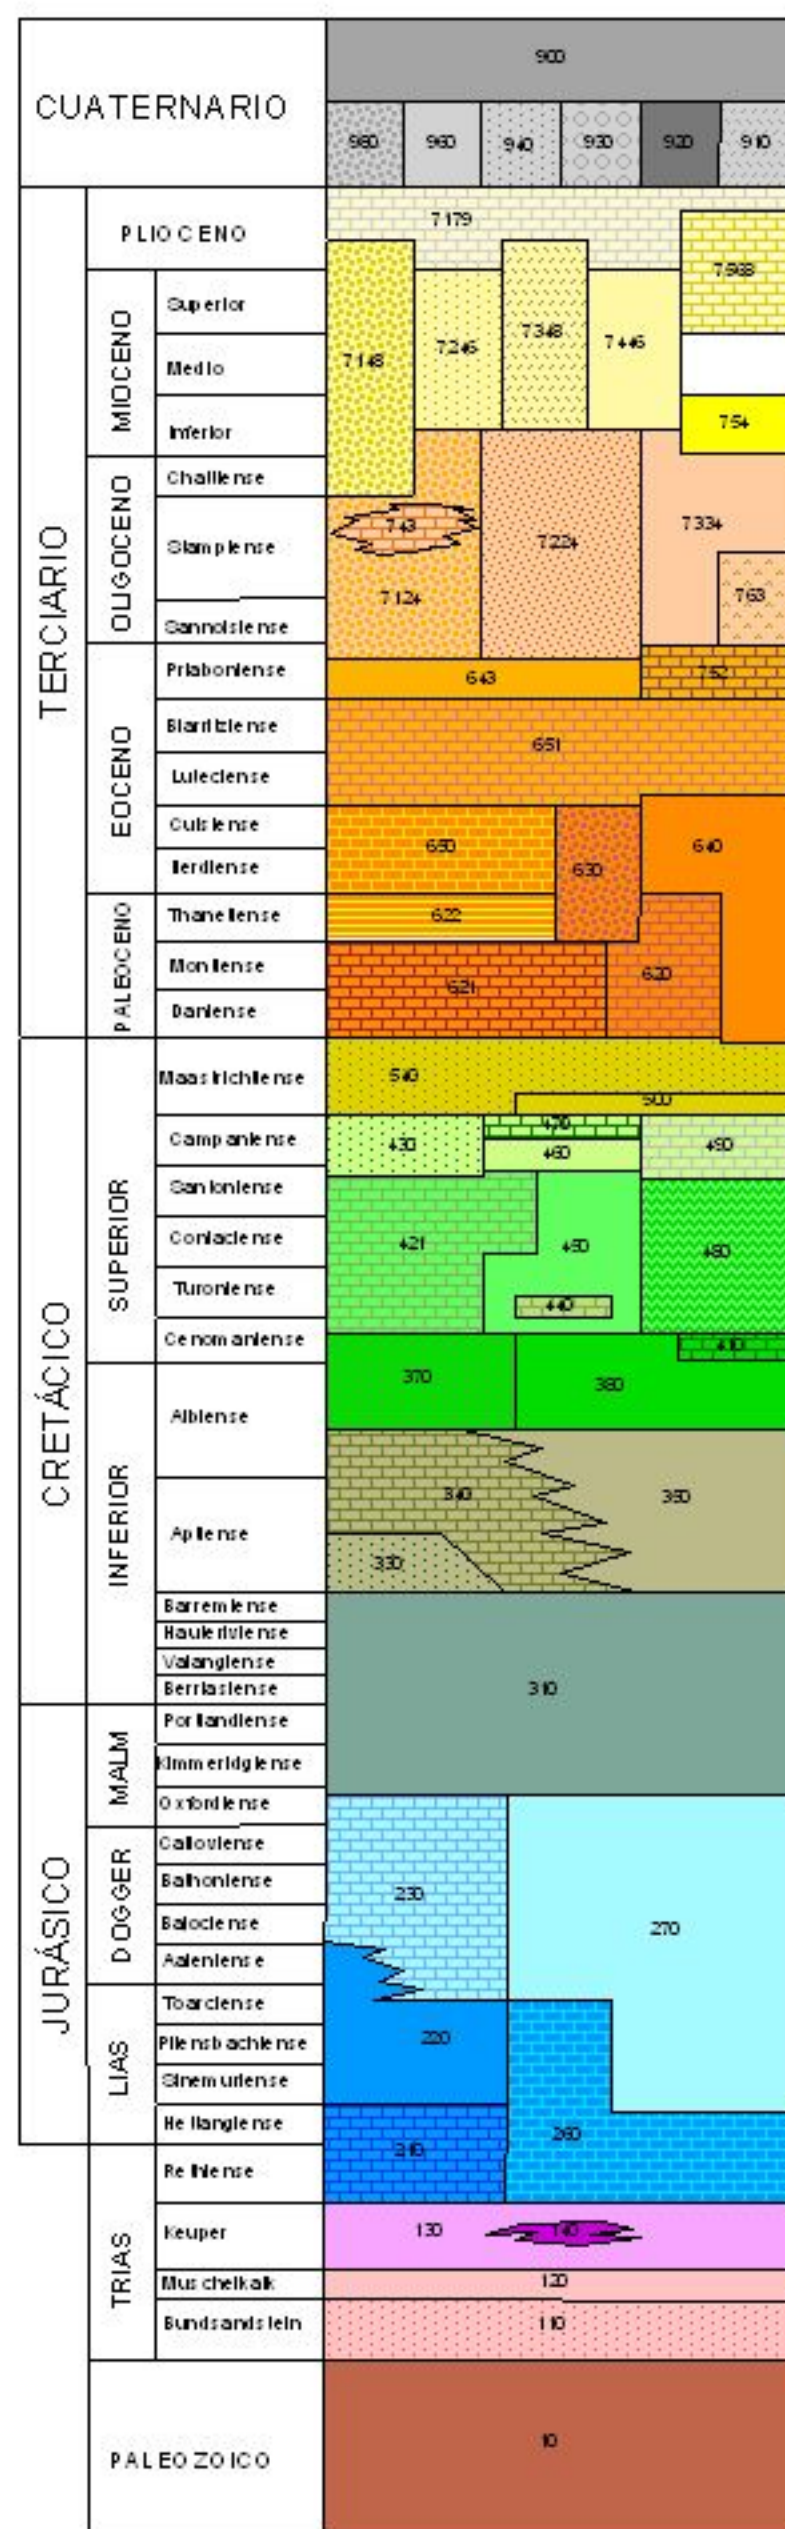 900
CUATERNARIO
980 960 940 930 920 910
7179
PLIOCENO
7568
Superior
7148 7246 7348 7446
MIOCENO
Medio
754
Inferior
Chattiense
743 7334
OLIGOCENO
Stampiense
7224
763
7124
Sannoisiense
TERCIARIO
Priaboniense
643 752
Biarritziense
651
EOCENO
Luteciense
Cuisiense
650 640
630
Ilerdiense
Thanetiense
622
PALEOCENO
Montiense
621 620
Daniense
Maastrichtiense
540
500
470
Campaniense
430 460 490
Santoniense
SUPERIOR
Coniaciense
421 450 480
Turoniense
440
CRETÁCICO
Cenomaniense
410
370 380
Albiense
INFERIOR
340 350
Aptiense
330
Barremiense
Hauteriviense
Valangiense
Berriasiense
310
Portlandiense
MALM
Kimmeridgiense
Oxfordiense
Calloviense
Bathoniense
230
DOGGER
Bajociense
270
JURÁSICO
Aaleniense
Toarciense
220
Pliensbachiense
LIAS
Sinemuriense
Hettangiense
210 260
Rethiense
Keuper
130 140
TRIAS
Muschelkalk
120
Bundsandstein
110
10
PALEOZOICO